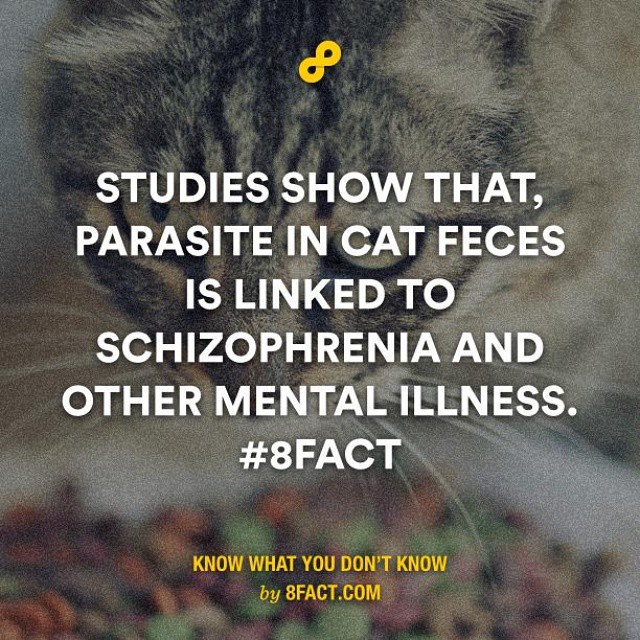 STUDIES SHOW THAT,
PARASITE IN CAT FECES
IS LINKED TO
SCHIZOPHRENIA AND
OTHER MENTAL ILLNESS.
#8FACT
KNOW WHAT YOU DON'T KNOW
by 8FACT.COM